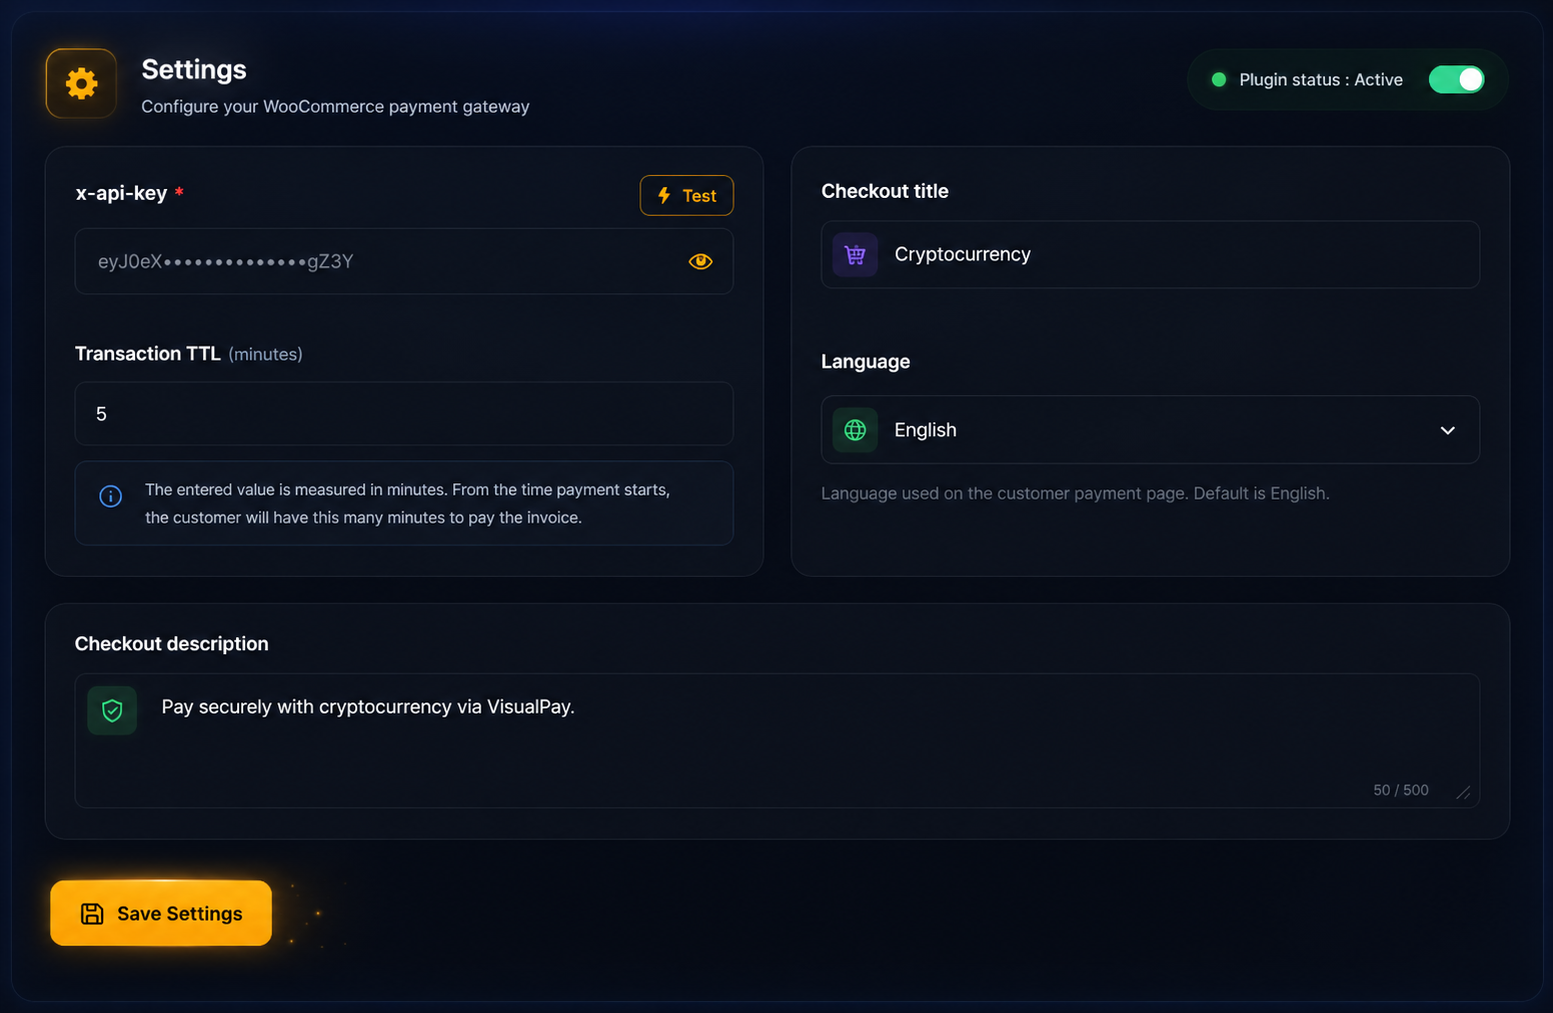 Settings
Configure your WooCommerce payment gateway
Plugin status : Active
x-api-key *
Test
eyJ0eX••••••••••••••gZ3Y
Transaction TTL (minutes)
5
The entered value is measured in minutes. From the time payment starts,
the customer will have this many minutes to pay the invoice.
Checkout title
Cryptocurrency
Language
English
Language used on the customer payment page. Default is English.
Checkout description
Pay securely with cryptocurrency via VisualPay.
50 / 500
Save Settings